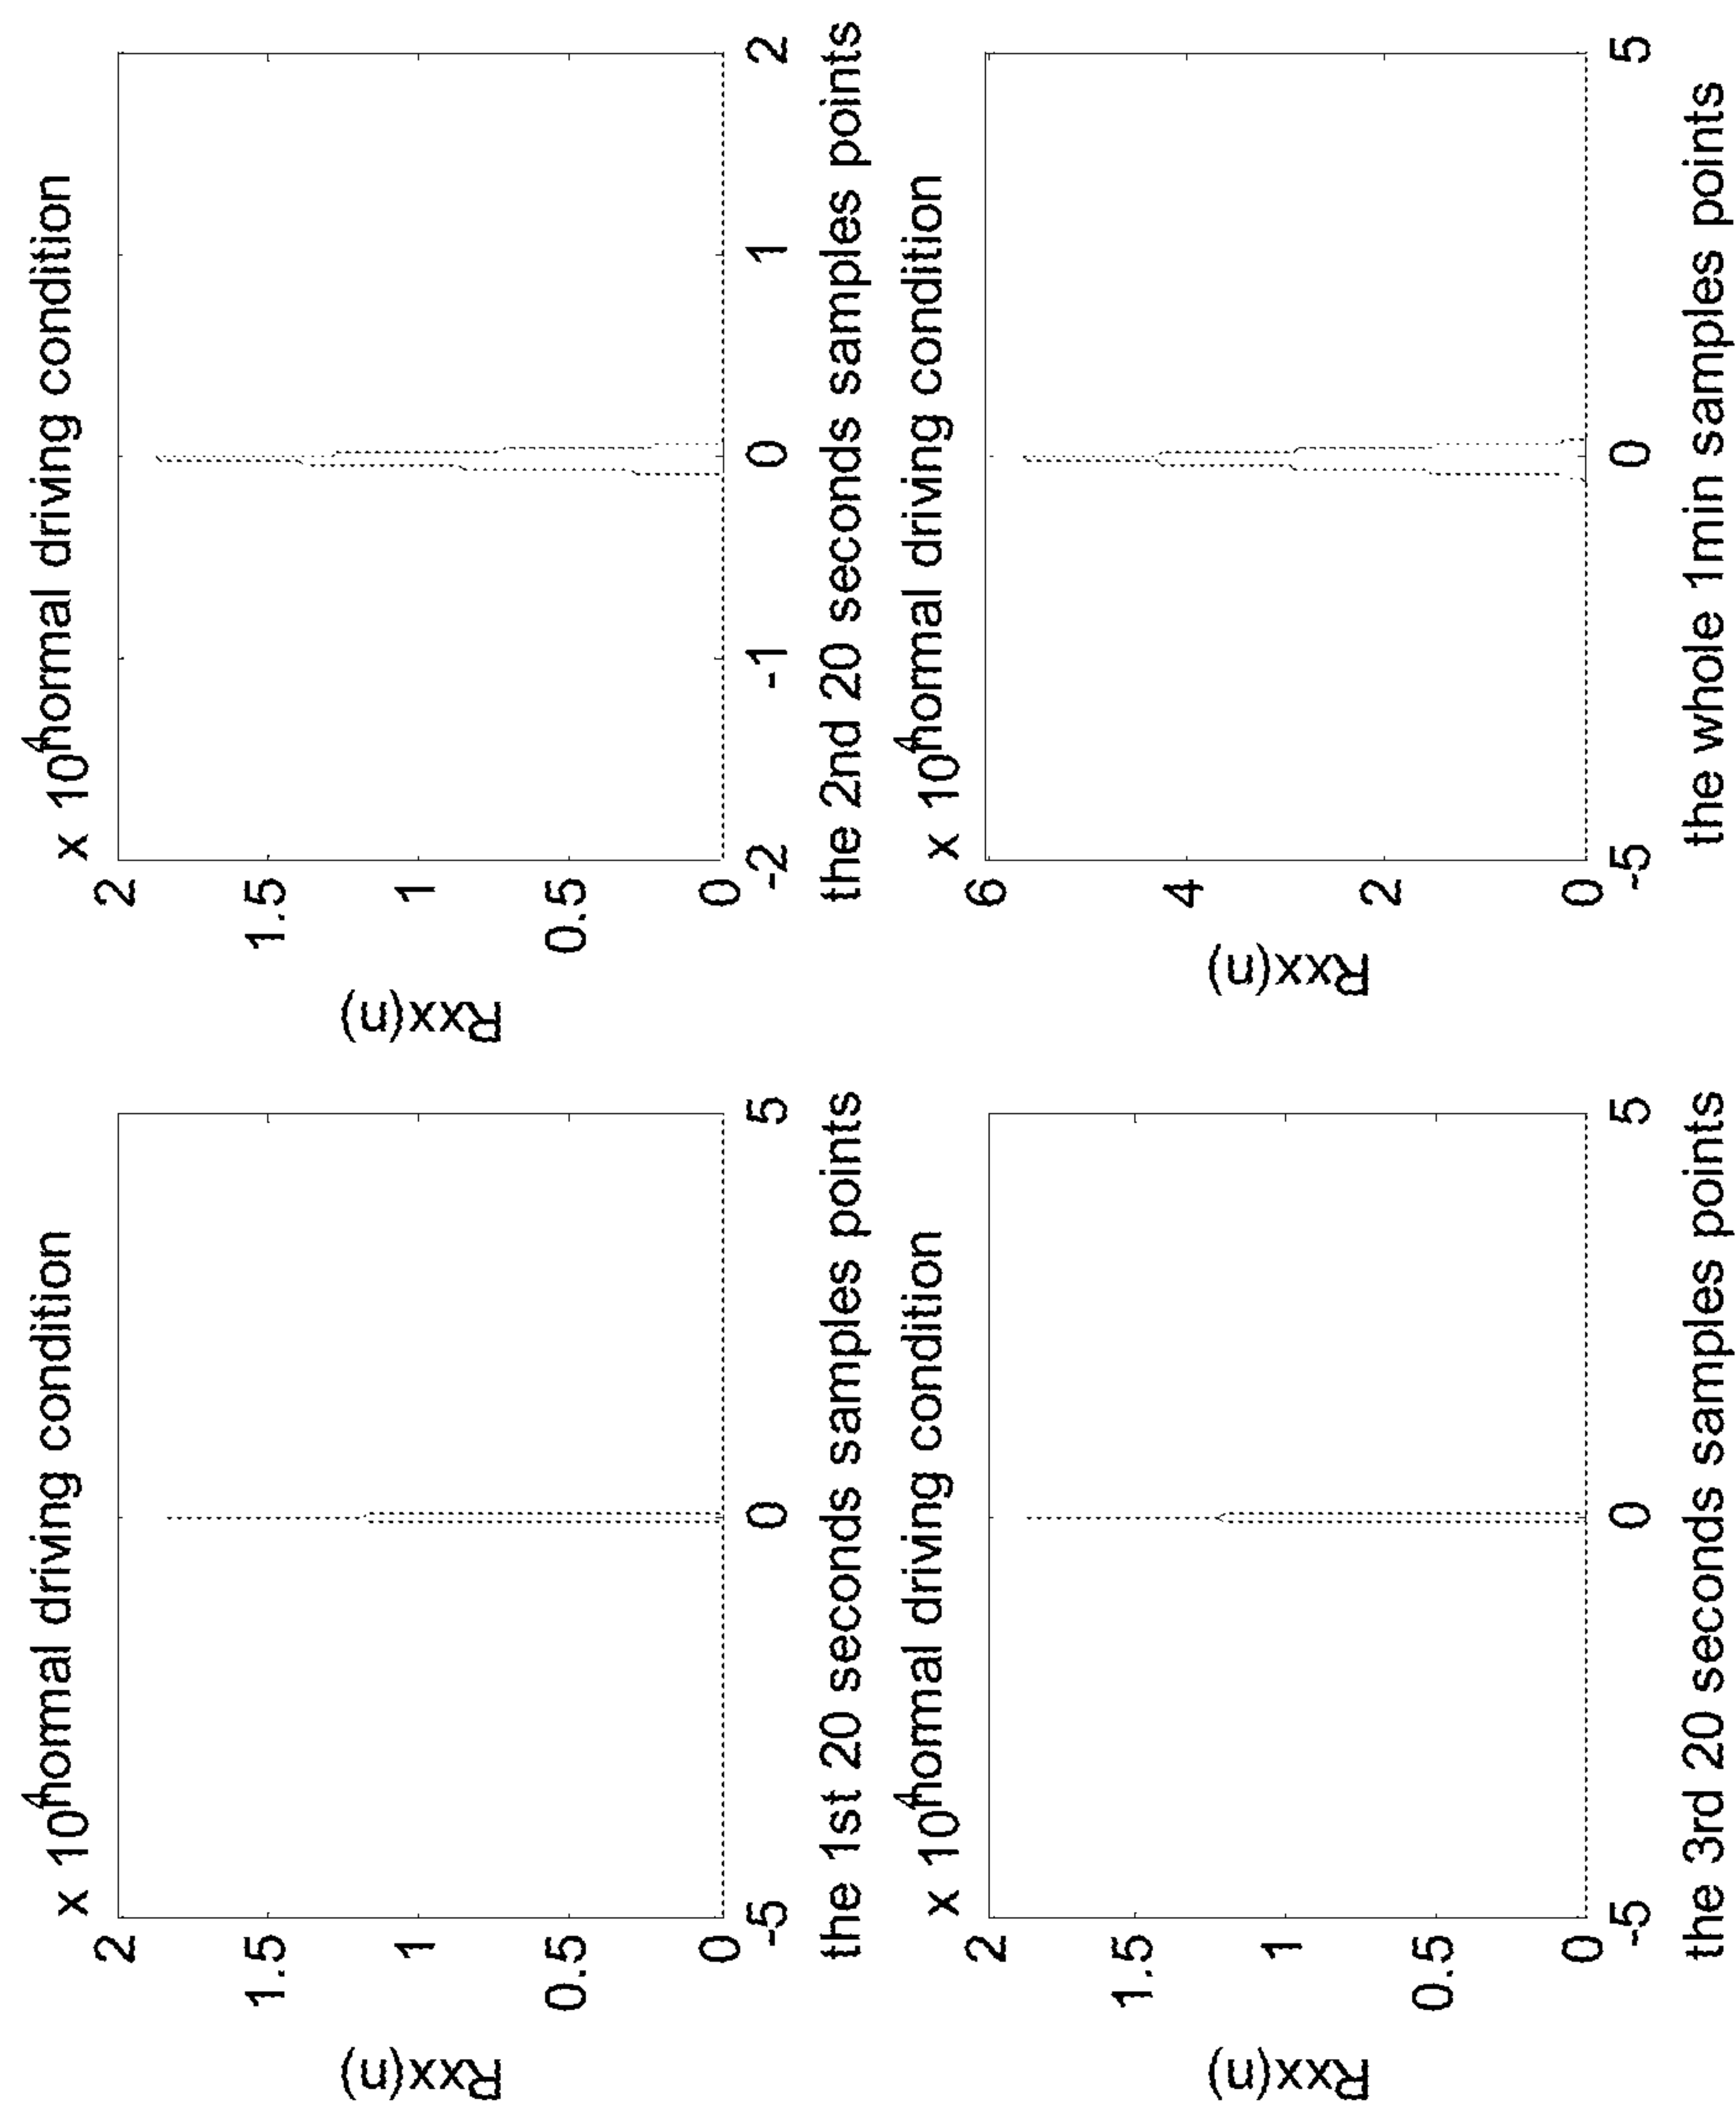 x 10⁴ normal driving condition
2
1.5
1
0.5
0
Rxx(n)
-5
0
5
the 1st 20 seconds samples points
x 10⁴ normal driving condition
2
1.5
1
0.5
0
Rxx(n)
-2
-1
0
1
2
the 2nd 20 seconds samples points
x 10⁴ normal driving condition
2
1.5
1
0.5
0
Rxx(n)
-5
0
5
the 3rd 20 seconds samples points
x 10⁴ normal driving condition
6
4
2
0
Rxx(n)
-5
0
5
the whole 1min samples points